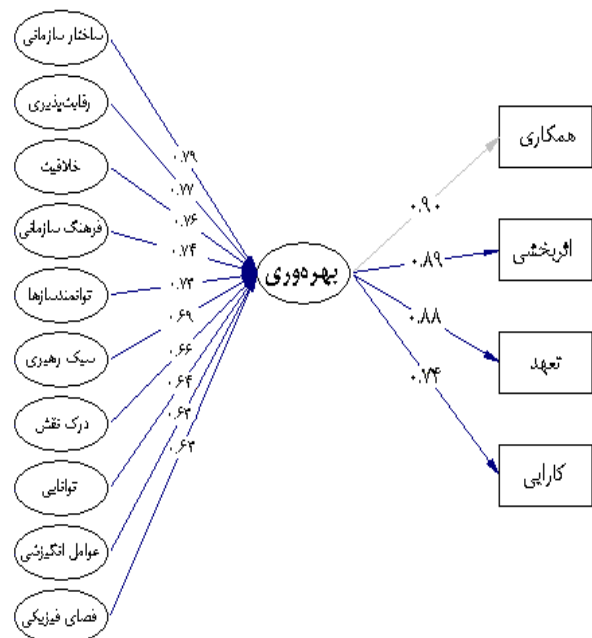 ساختار سازمانی
رقابت‌پذیری
خلاقیت
فرهنگ سازمانی
توانمندسازها
سبک رهبری
درک نقش
توانایی
عوامل انگیزشی
فضای فیزیکی
۰.۷۹
۰.۷۷
۰.۷۶
۰.۷۴
۰.۷۳
۰.۶۹
۰.۶۶
۰.۶۴
۰.۶۳
۰.۶۳
بهره‌وری
۰.۹۰
۰.۸۹
۰.۸۸
۰.۷۴
همکاری
اثربخشی
تعهد
کارایی